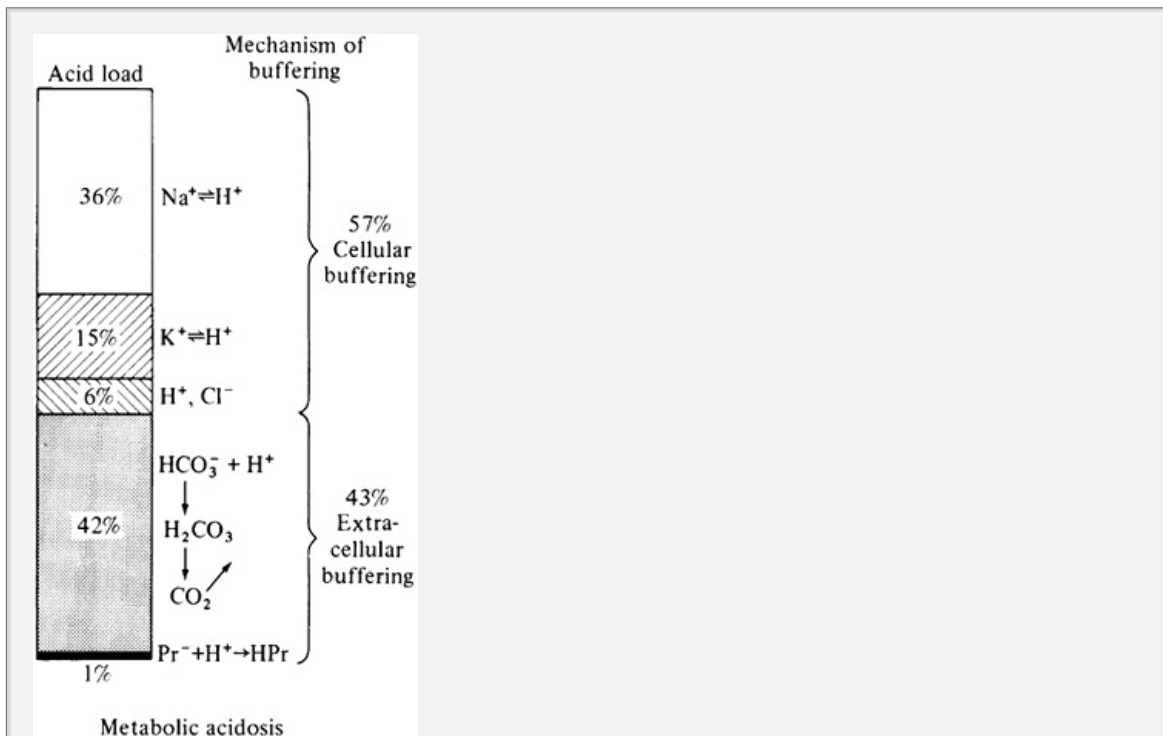 Mechanism of
buffering
Acid load
36%
Na⁺⇌H⁺
57%
Cellular
buffering
15%
K⁺⇌H⁺
6%
H⁺, Cl⁻
HCO₃⁻ + H⁺
43%
Extra-
cellular
buffering
42%
H₂CO₃
CO₂
Pr⁻+H⁺→HPr
1%
Metabolic acidosis